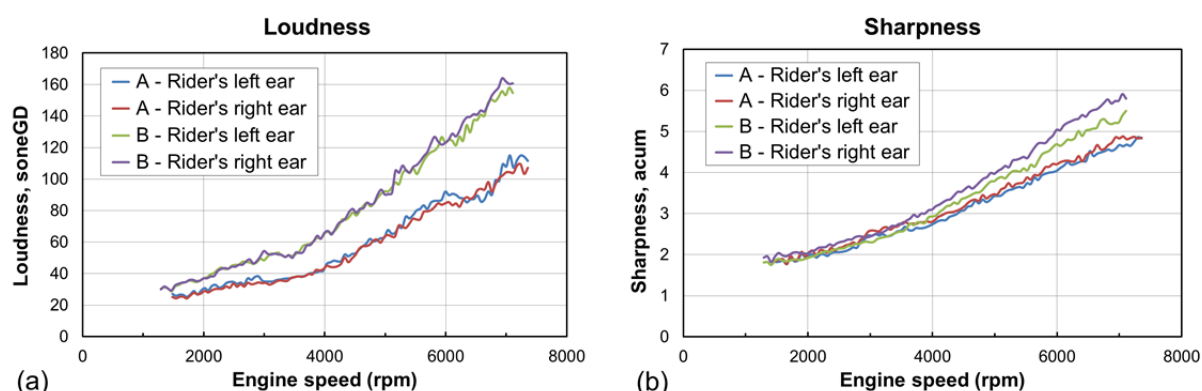 Loudness
180
160
140
120
100
80
60
40
20
0
Loudness, soneGD
A - Rider's left ear
A - Rider's right ear
B - Rider's left ear
B - Rider's right ear
0 2000 4000 6000 8000
Engine speed (rpm)
(a)
Sharpness
7
6
5
4
3
2
1
0
Sharpness, acum
A - Rider's left ear
A - Rider's right ear
B - Rider's left ear
B - Rider's right ear
0 2000 4000 6000 8000
Engine speed (rpm)
(b)